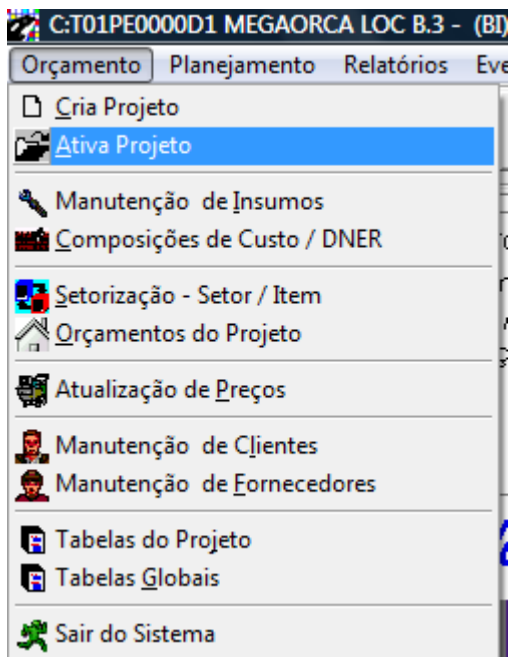 C:T01PE0000D1 MEGAORCA LOC B.3 - (BI)
Orçamento Planejamento Relatórios Eve
Cria Projeto
Ativa Projeto
Manutenção de Insumos
Composições de Custo / DNER
Setorização - Setor / Item
Orçamentos do Projeto
Atualização de Preços
Manutenção de Clientes
Manutenção de Fornecedores
Tabelas do Projeto
Tabelas Globais
Sair do Sistema